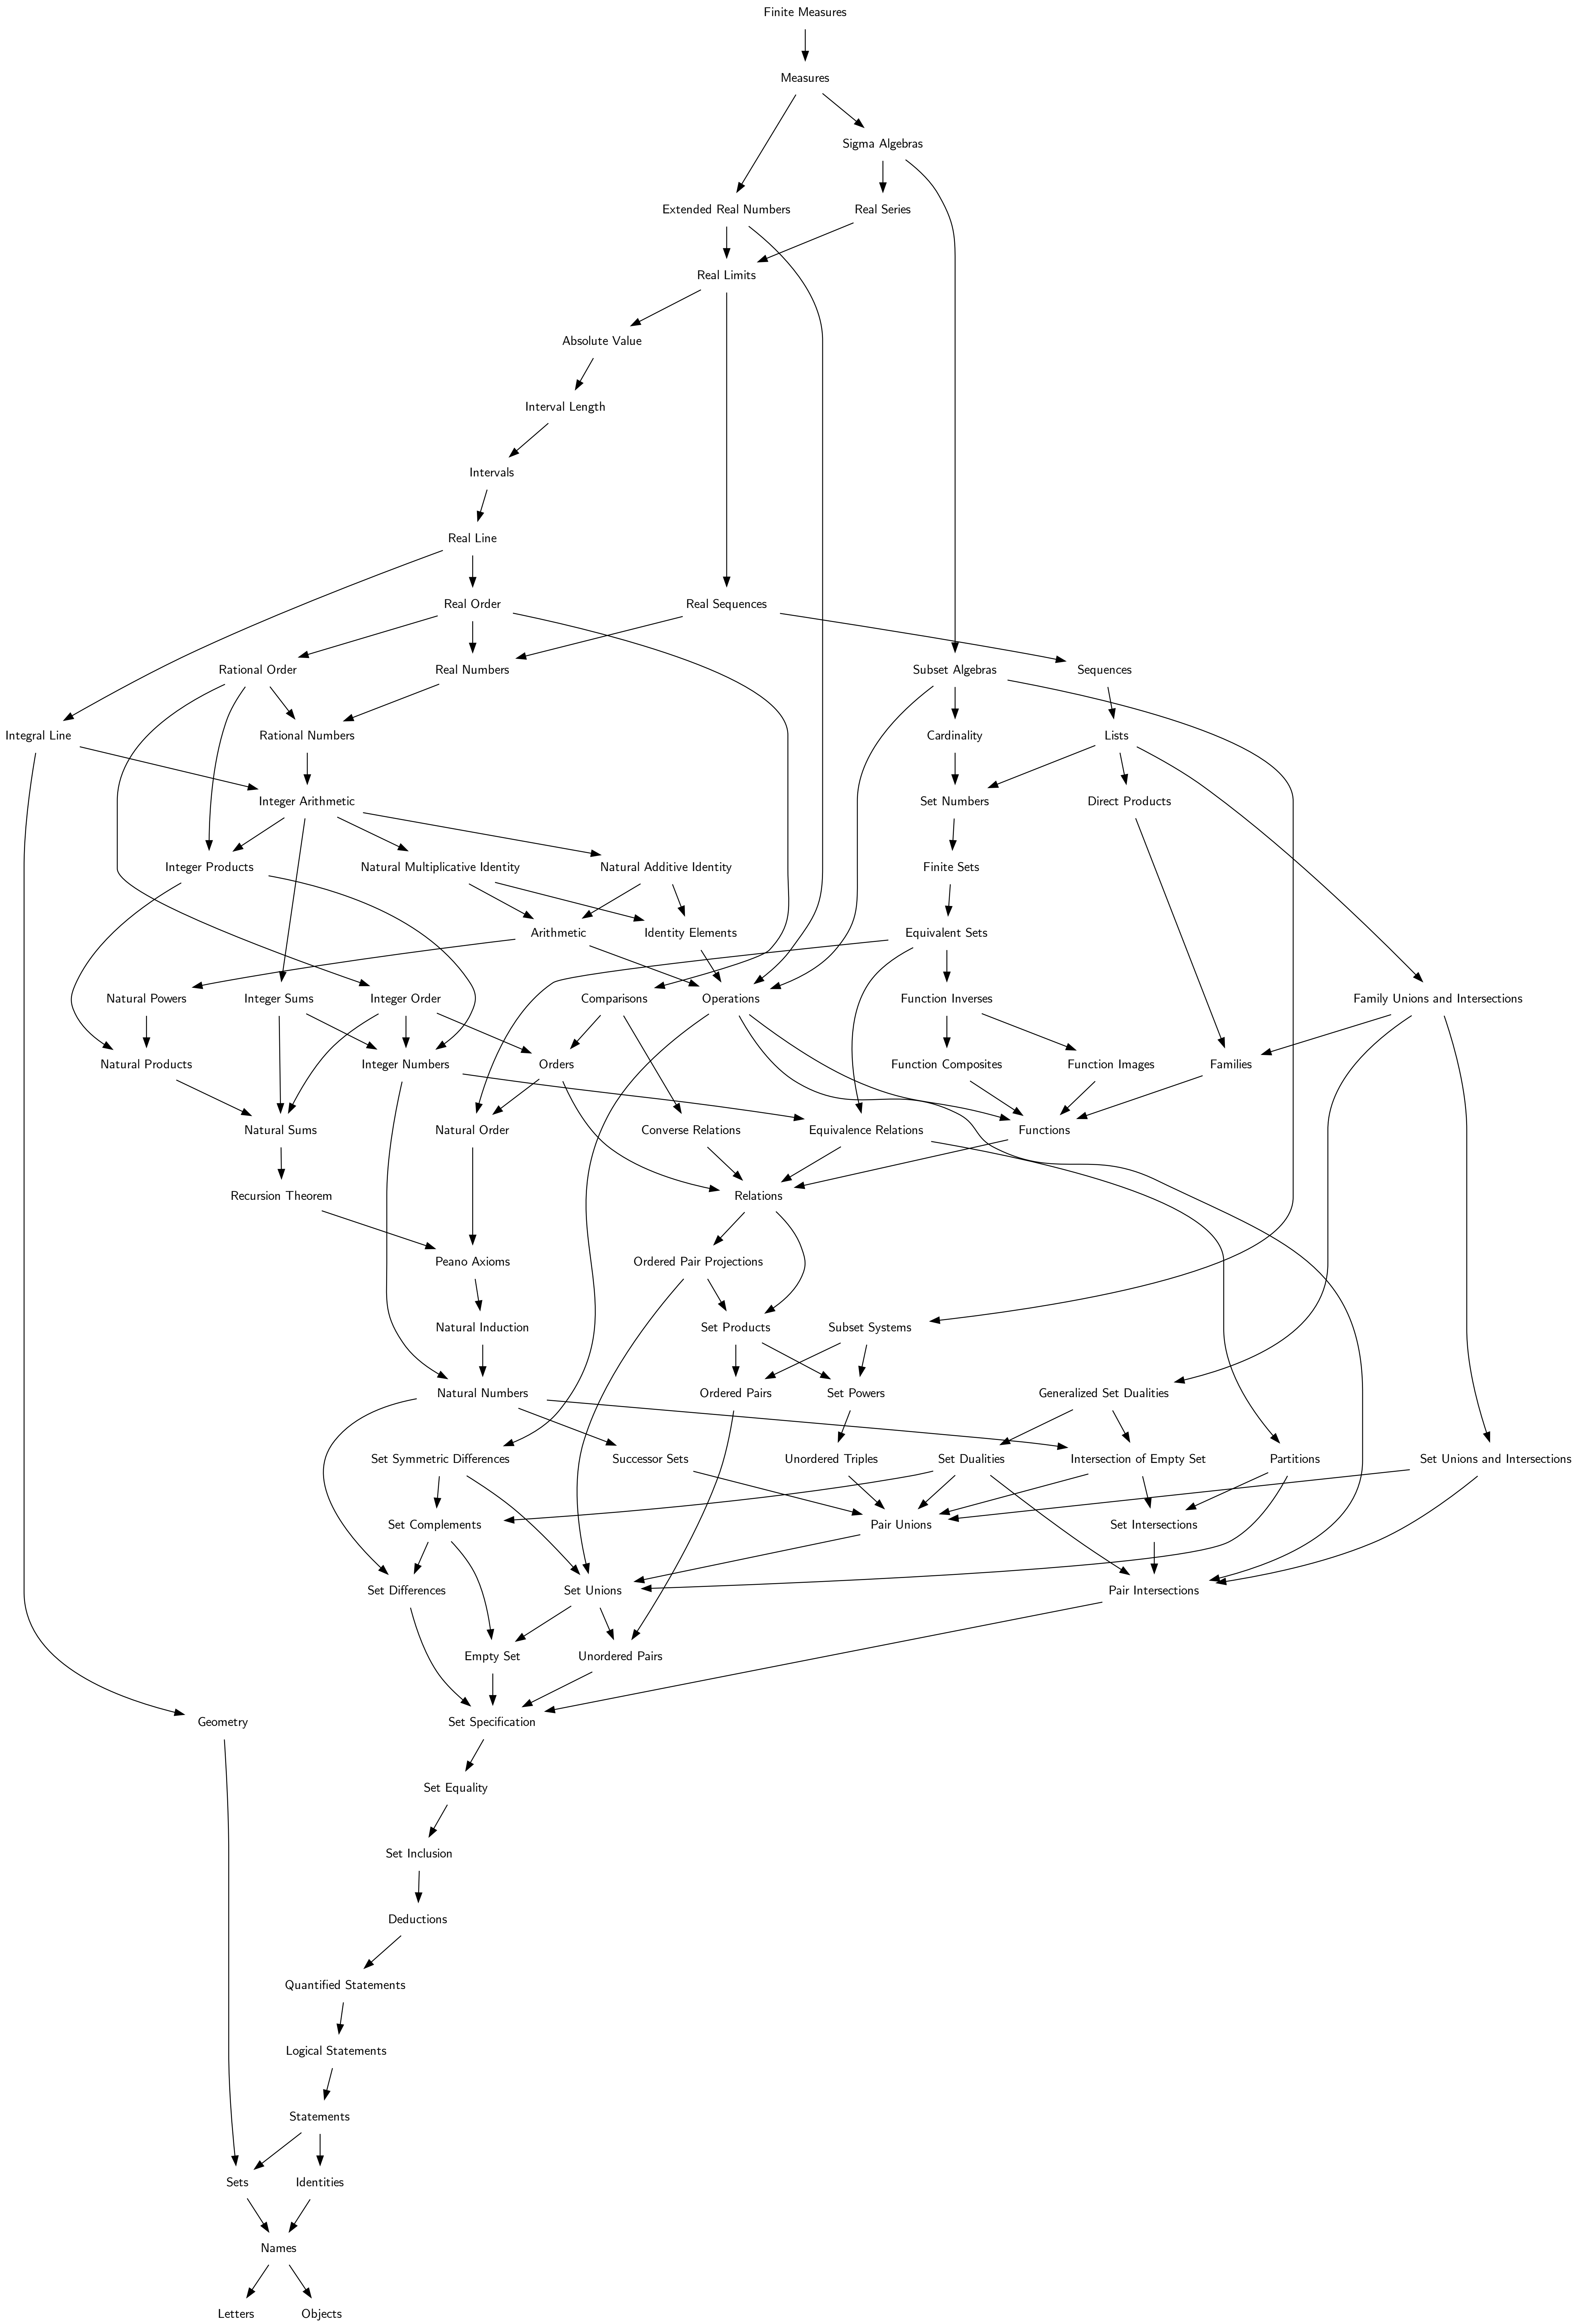 Finite Measures
Measures
Sigma Algebras
Extended Real Numbers
Real Series
Real Limits
Absolute Value
Interval Length
Intervals
Real Line
Real Order
Real Sequences
Rational Order
Real Numbers
Subset Algebras
Sequences
Integral Line
Rational Numbers
Cardinality
Lists
Integer Arithmetic
Set Numbers
Direct Products
Integer Products
Natural Multiplicative Identity
Natural Additive Identity
Finite Sets
Arithmetic
Identity Elements
Equivalent Sets
Natural Powers
Integer Sums
Integer Order
Comparisons
Operations
Function Inverses
Family Unions and Intersections
Natural Products
Integer Numbers
Orders
Function Composites
Function Images
Families
Natural Sums
Natural Order
Converse Relations
Equivalence Relations
Functions
Recursion Theorem
Relations
Peano Axioms
Ordered Pair Projections
Natural Induction
Set Products
Subset Systems
Natural Numbers
Ordered Pairs
Set Powers
Generalized Set Dualities
Set Symmetric Differences
Successor Sets
Unordered Triples
Set Dualities
Intersection of Empty Set
Partitions
Set Unions and Intersections
Set Complements
Pair Unions
Set Intersections
Set Differences
Set Unions
Pair Intersections
Empty Set
Unordered Pairs
Geometry
Set Specification
Set Equality
Set Inclusion
Deductions
Quantified Statements
Logical Statements
Statements
Sets
Identities
Names
Letters
Objects